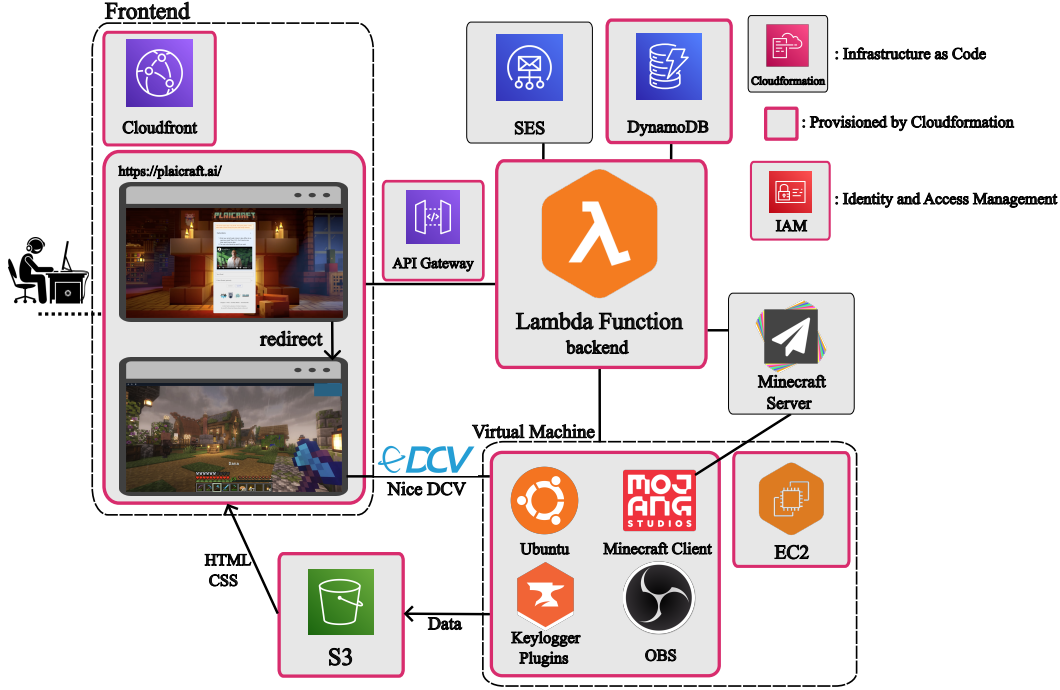 Frontend
Cloudfront
https://plaicraft.ai/
PLAICRAFT
redirect
API Gateway
SES
DynamoDB
Lambda Function
backend
Cloudformation
: Infrastructure as Code
: Provisioned by Cloudformation
IAM
: Identity and Access Management
Minecraft
Server
Virtual Machine
DCV
Nice DCV
Ubuntu
MOJ
ANG
STUDIOS
Minecraft Client
Keylogger
Plugins
OBS
EC2
HTML
CSS
Data
S3